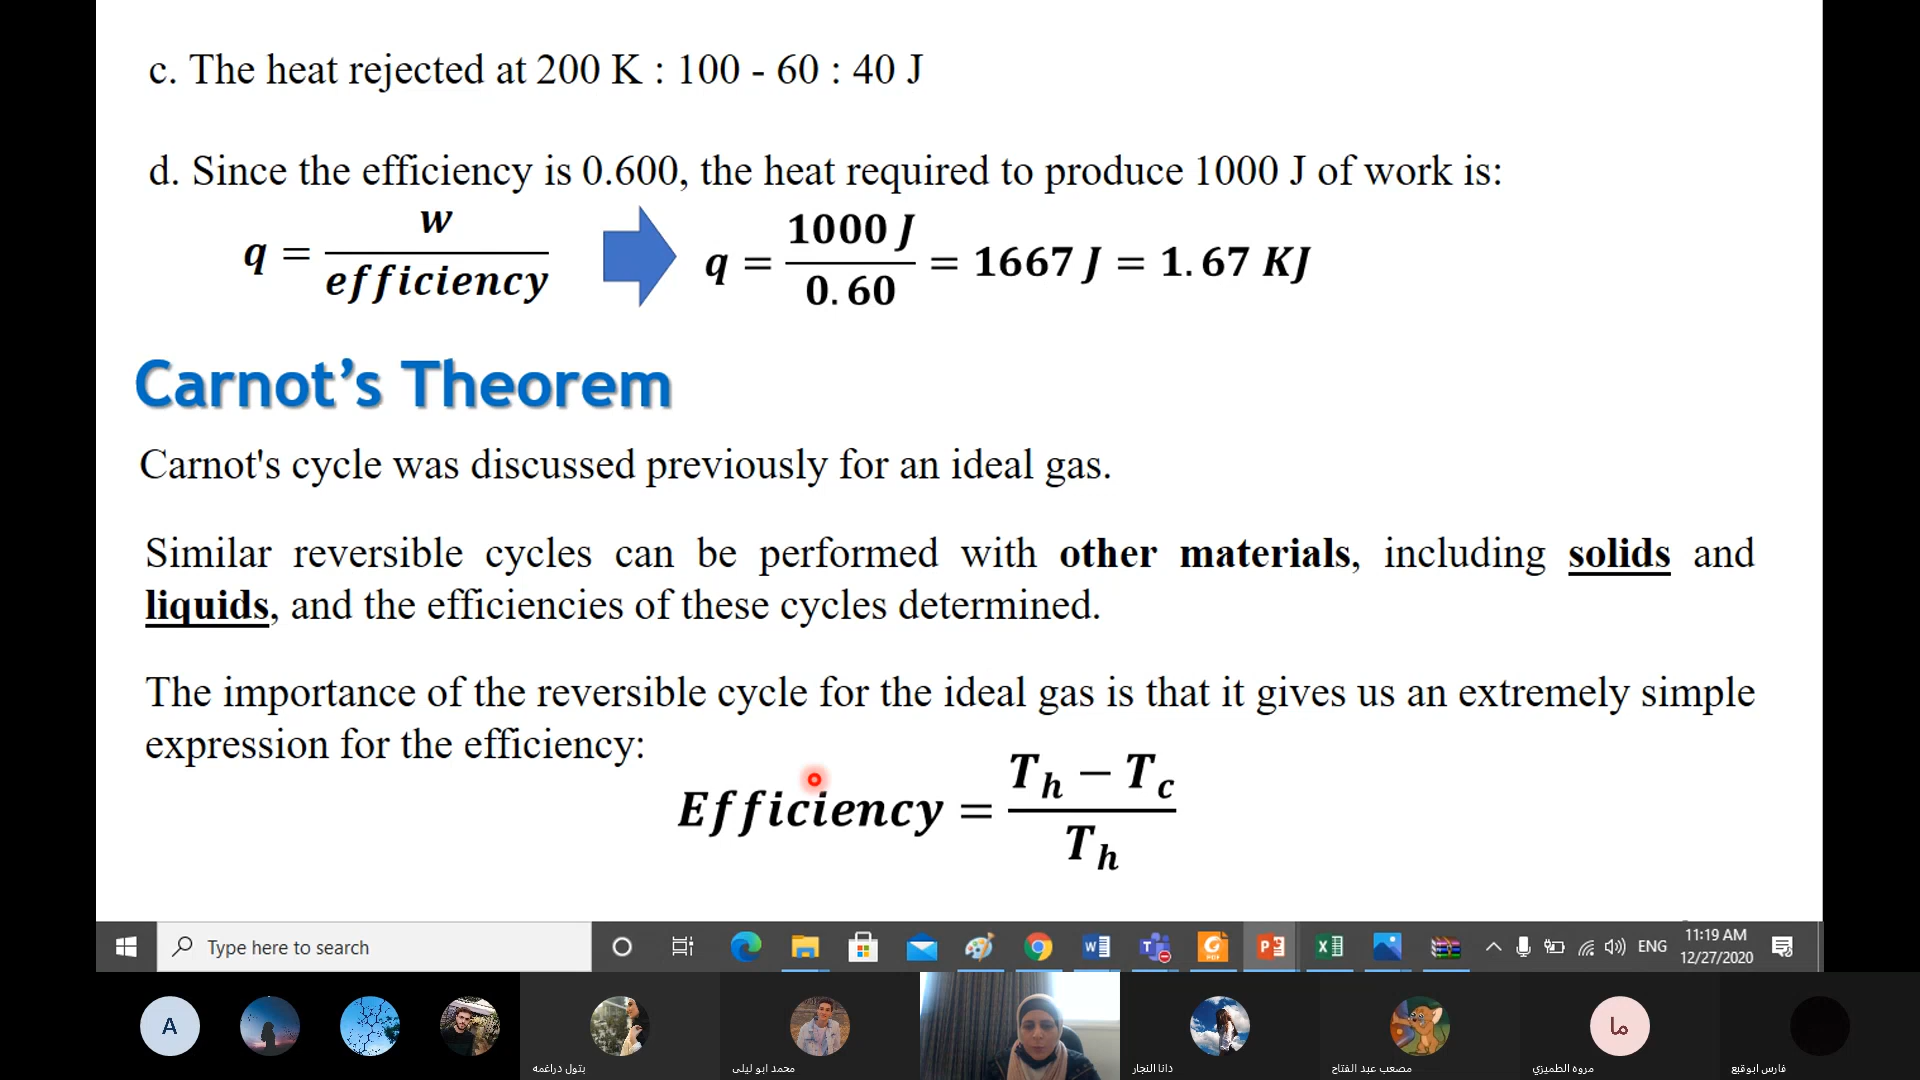 c. The heat rejected at 200 K : 100 - 60 : 40 J
d. Since the efficiency is 0.600, the heat required to produce 1000 J of work is:
q = w / efficiency
q = 1000 J / 0.60 = 1667 J = 1.67 KJ
Carnot’s Theorem
Carnot's cycle was discussed previously for an ideal gas.
Similar reversible cycles can be performed with other materials, including solids and
liquids, and the efficiencies of these cycles determined.
The importance of the reversible cycle for the ideal gas is that it gives us an extremely simple
expression for the efficiency:
Efficiency = Th − Tc / Th
Type here to search
ENG
11:19 AM
12/27/2020
A
ما
بتول دراغمه
محمد ابو ليلى
دانا النجار
مصعب عبد الفتاح
مروه الطميزي
فارس ابوقبع